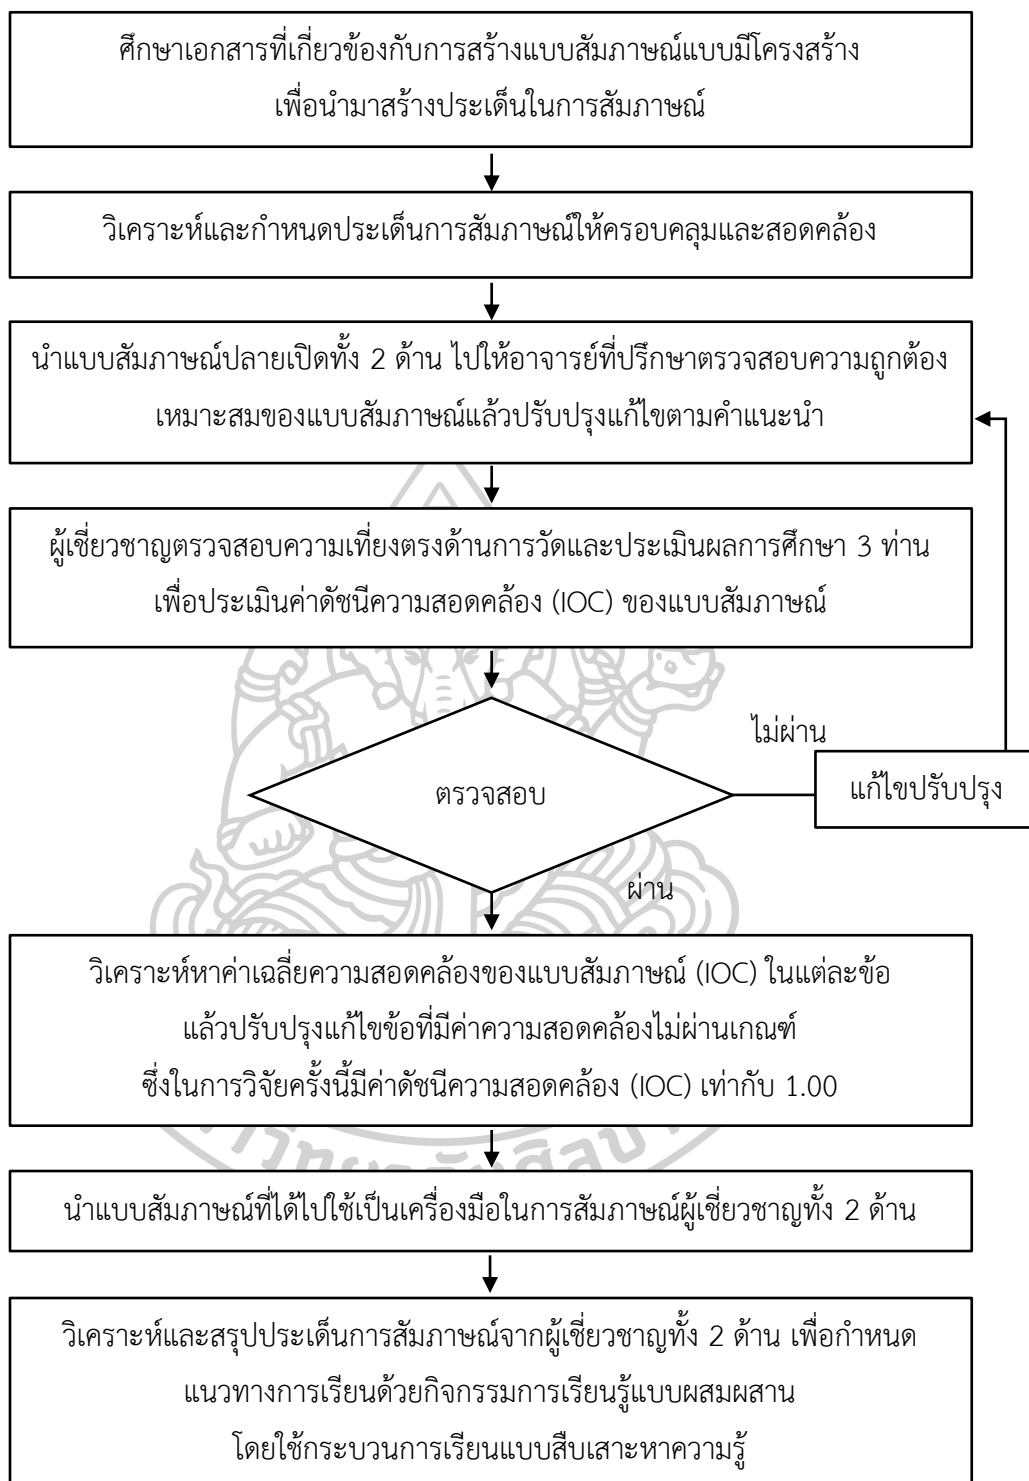 ศึกษาเอกสารที่เกี่ยวข้องกับการสร้างแบบสัมภาษณ์แบบมีโครงสร้าง
เพื่อนำมาสร้างประเด็นในการสัมภาษณ์
วิเคราะห์และกำหนดประเด็นการสัมภาษณ์ให้ครอบคลุมและสอดคล้อง
นำแบบสัมภาษณ์ปลายเปิดทั้ง 2 ด้าน ไปให้อาจารย์ที่ปรึกษาตรวจสอบความถูกต้อง
เหมาะสมของแบบสัมภาษณ์แล้วปรับปรุงแก้ไขตามคำแนะนำ
ผู้เชี่ยวชาญตรวจสอบความเที่ยงตรงด้านการวัดและประเมินผลการศึกษา 3 ท่าน
เพื่อประเมินค่าดัชนีความสอดคล้อง (IOC) ของแบบสัมภาษณ์
ไม่ผ่าน
ตรวจสอบ
แก้ไขปรับปรุง
ผ่าน
วิเคราะห์หาค่าเฉลี่ยความสอดคล้องของแบบสัมภาษณ์ (IOC) ในแต่ละข้อ
แล้วปรับปรุงแก้ไขข้อที่มีค่าความสอดคล้องไม่ผ่านเกณฑ์
ซึ่งในการวิจัยครั้งนี้มีค่าดัชนีความสอดคล้อง (IOC) เท่ากับ 1.00
นำแบบสัมภาษณ์ที่ได้ไปใช้เป็นเครื่องมือในการสัมภาษณ์ผู้เชี่ยวชาญทั้ง 2 ด้าน
วิเคราะห์และสรุปประเด็นการสัมภาษณ์จากผู้เชี่ยวชาญทั้ง 2 ด้าน เพื่อกำหนด
แนวทางการเรียนด้วยกิจกรรมการเรียนรู้แบบผสมผสาน
โดยใช้กระบวนการเรียนแบบสืบเสาะหาความรู้